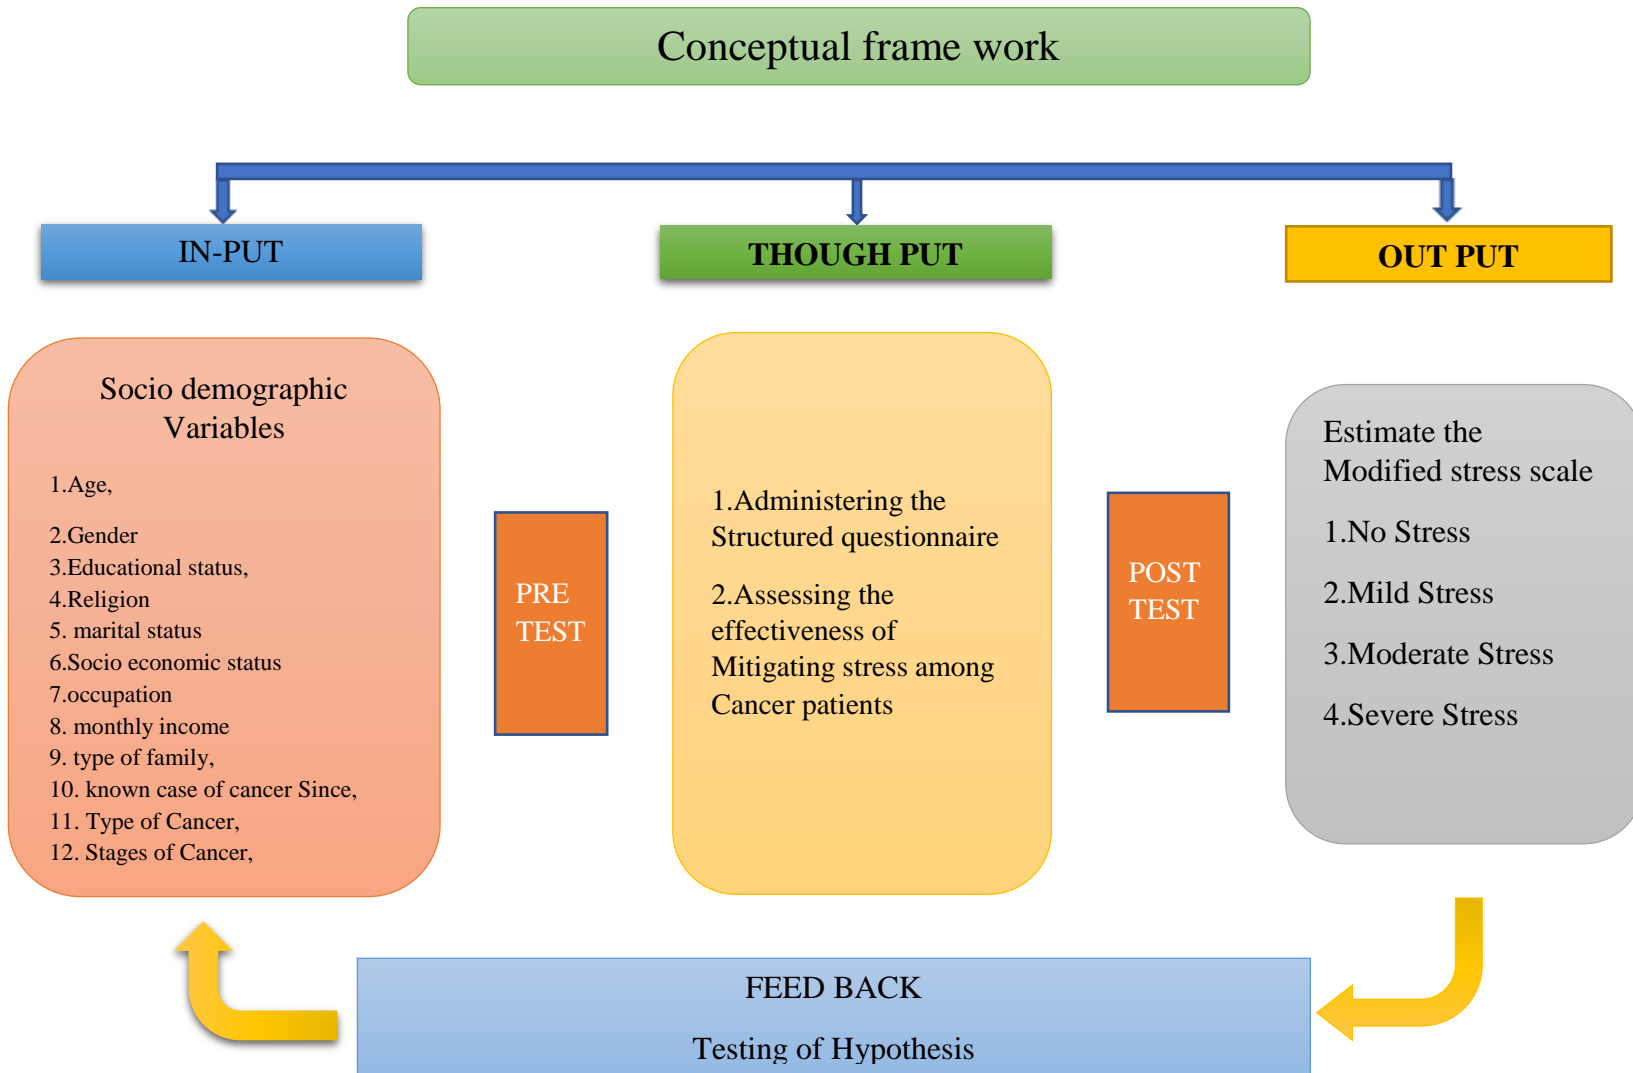 Conceptual frame work
IN-PUT
THOUGH PUT
OUT PUT
Socio demographic
Variables
1.Age,
2.Gender
3.Educational status,
4.Religion
5. marital status
6.Socio economic status
7.occupation
8. monthly income
9. type of family,
10. known case of cancer Since,
11. Type of Cancer,
12. Stages of Cancer,
PRE
TEST
1.Administering the
Structured questionnaire
2.Assessing the
effectiveness of
Mitigating stress among
Cancer patients
POST
TEST
Estimate the
Modified stress scale
1.No Stress
2.Mild Stress
3.Moderate Stress
4.Severe Stress
FEED BACK
Testing of Hypothesis